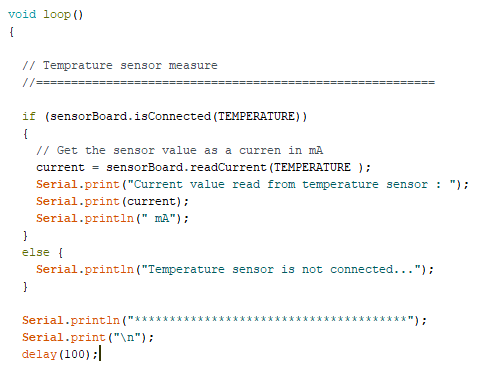 void loop()
{
// Temprature sensor measure
//=========================================================
if (sensorBoard.isConnected(TEMPERATURE))
{
// Get the sensor value as a curren in mA
current = sensorBoard.readCurrent(TEMPERATURE );
Serial.print("Current value read from temperature sensor : ");
Serial.print(current);
Serial.println(" mA");
}
else {
Serial.println("Temperature sensor is not connected...");
}
Serial.println("***************************************");
Serial.print("\n");
delay(100);